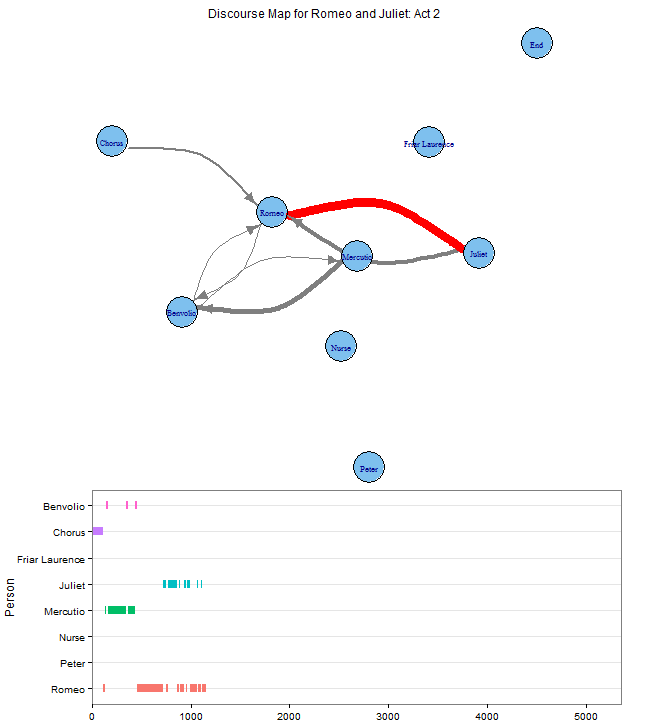 Discourse Map for Romeo and Juliet: Act 2
End
Chorus
Friar Laurence
Romeo
Mercutio
Juliet
Benvolio
Nurse
Peter
Person
Benvolio
Chorus
Friar Laurence
Juliet
Mercutio
Nurse
Peter
Romeo
0 1000 2000 3000 4000 5000